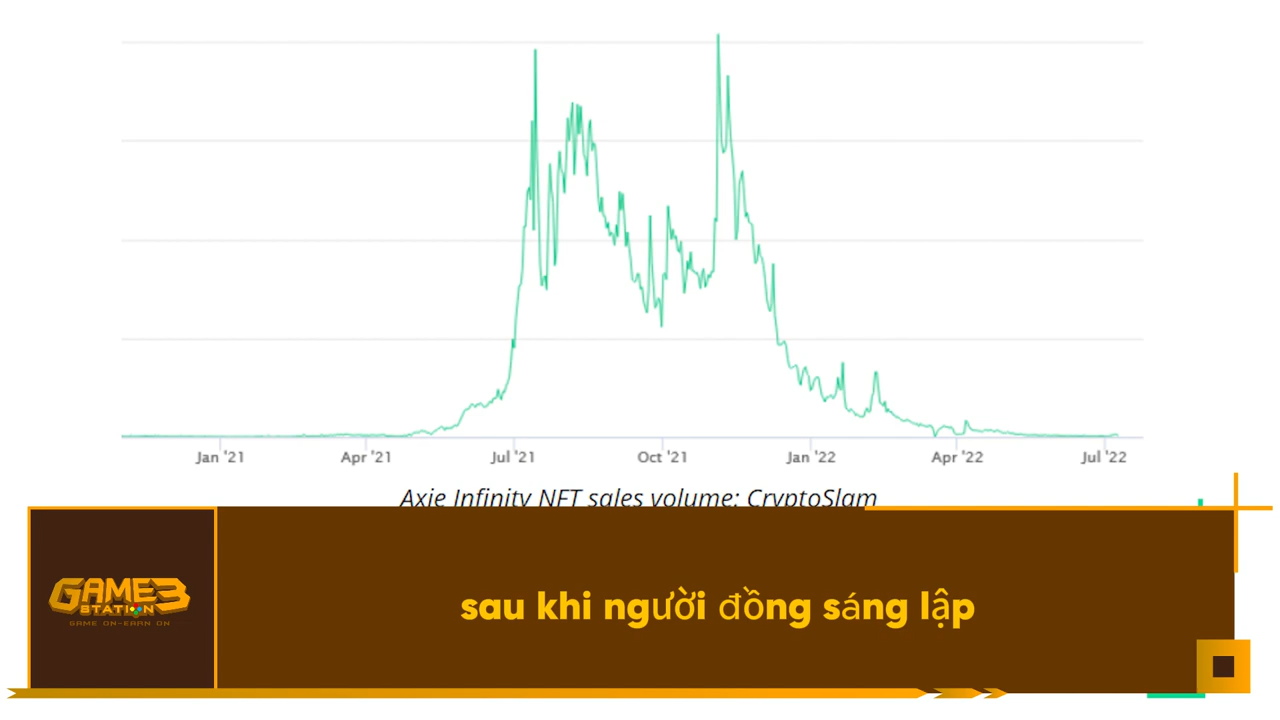 Jan '21 Apr '21 Jul '21 Oct '21 Jan '22 Apr '22 Jul '22
Axie Infinity NFT sales volume: CryptoSlam
GAME3
STATION
GAME ON-EARN ON
sau khi người đồng sáng lập